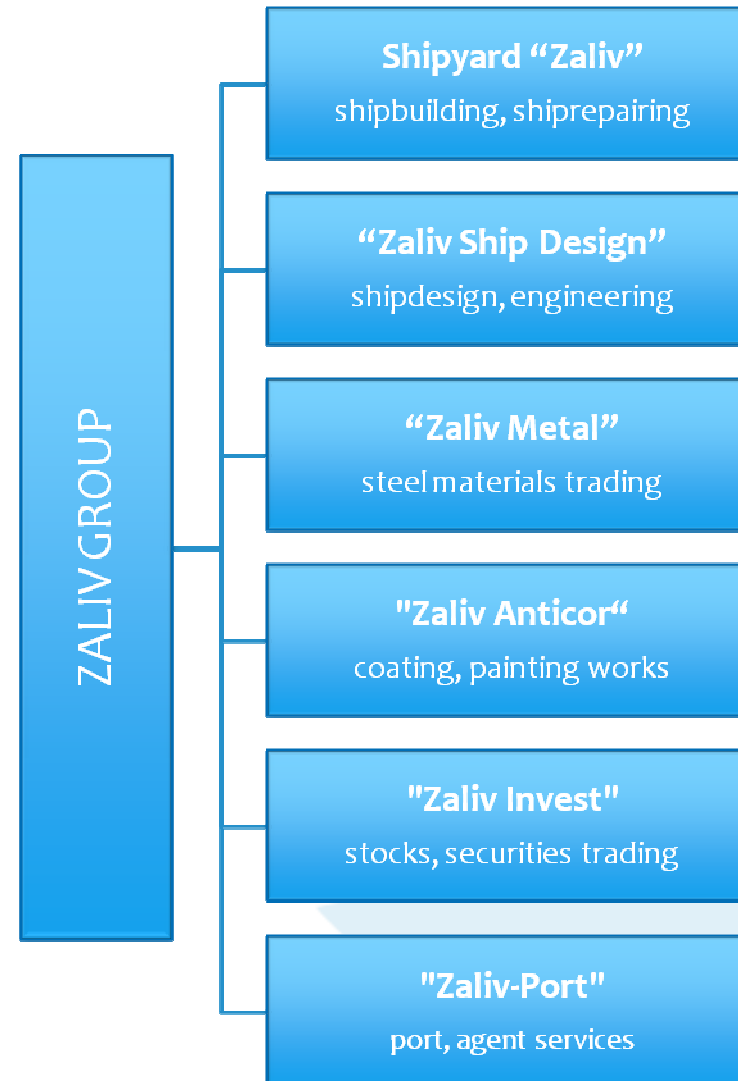 ZALIV GROUP
Shipyard “Zaliv”
shipbuilding, shiprepairing
“Zaliv Ship Design”
shipdesign, engineering
“Zaliv Metal”
steel materials trading
"Zaliv Anticor“
coating, painting works
"Zaliv Invest"
stocks, securities trading
"Zaliv-Port"
port, agent services